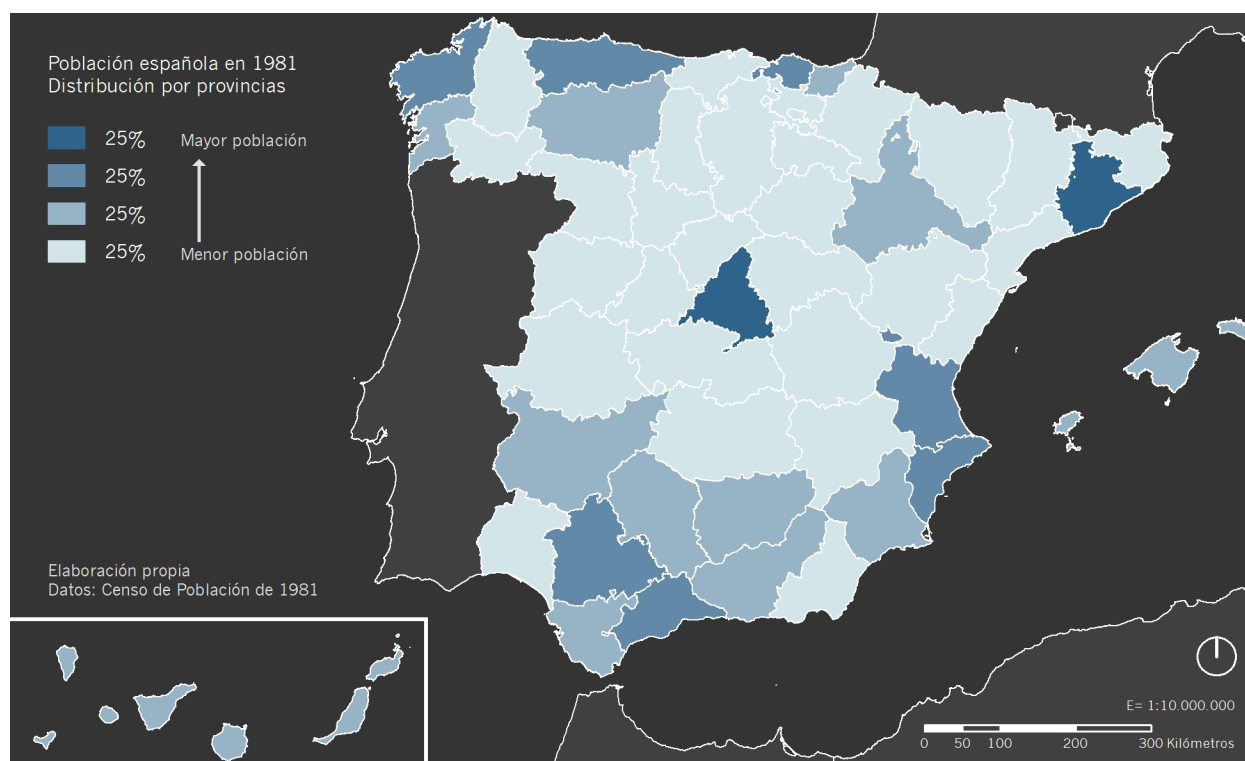 Población española en 1981
Distribución por provincias
25% Mayor población
25%
25%
25% Menor población
Elaboración propia
Datos: Censo de Población de 1981
E= 1:10.000.000
0 50 100 200 300 Kilómetros